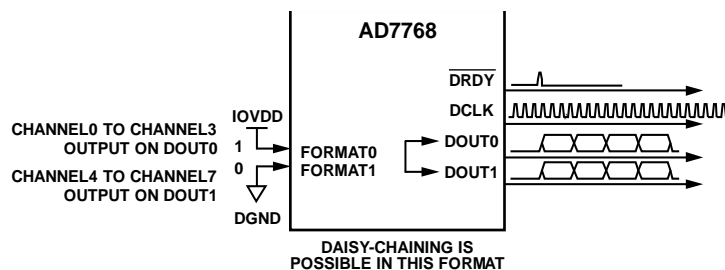 AD7768
DRDY
DCLK
IOVDD
CHANNEL0 TO CHANNEL3
OUTPUT ON DOUT0
1
0
FORMAT0
FORMAT1
DOUT0
DOUT1
CHANNEL4 TO CHANNEL7
OUTPUT ON DOUT1
DGND
DAISY-CHAINING IS
POSSIBLE IN THIS FORMAT